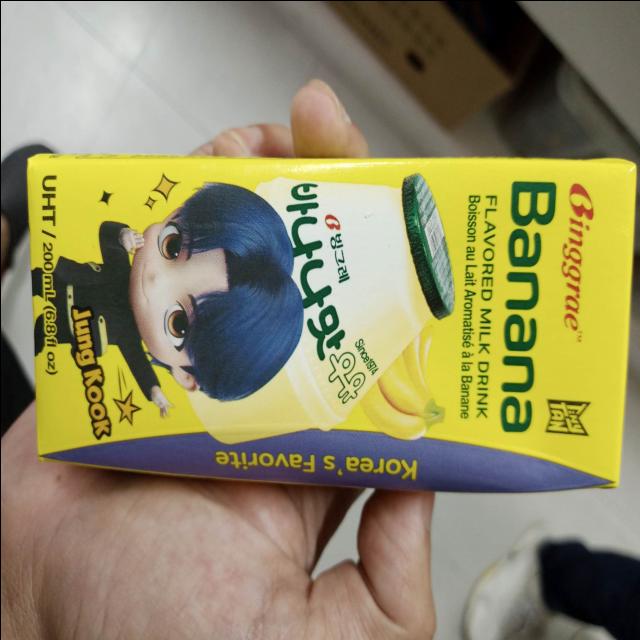 Binggrae™
Banana
FLAVORED MILK DRINK
Boisson au Lait Aromatisé à la Banane
빙그레
바나나맛
우유
Since1974
Jung Kook
UHT / 200mL (6.8fl oz)
Korea's Favorite